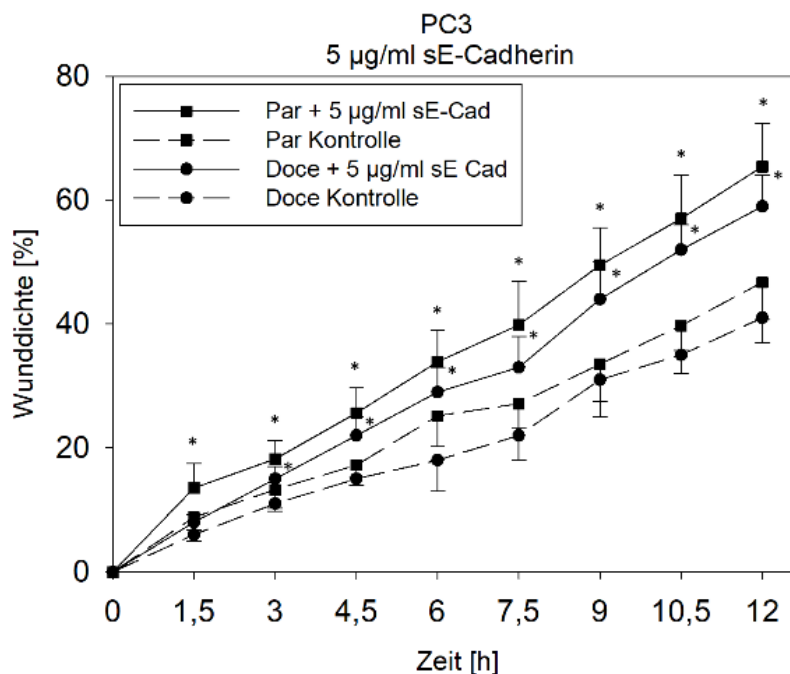 PC3
5 µg/ml sE-Cadherin
80
60
40
20
0
Wunddichte [%]
Par + 5 µg/ml sE-Cad
Par Kontrolle
Doce + 5 µg/ml sE Cad
Doce Kontrolle
* * * * * * * *
* * * * * * *
0 1,5 3 4,5 6 7,5 9 10,5 12
Zeit [h]